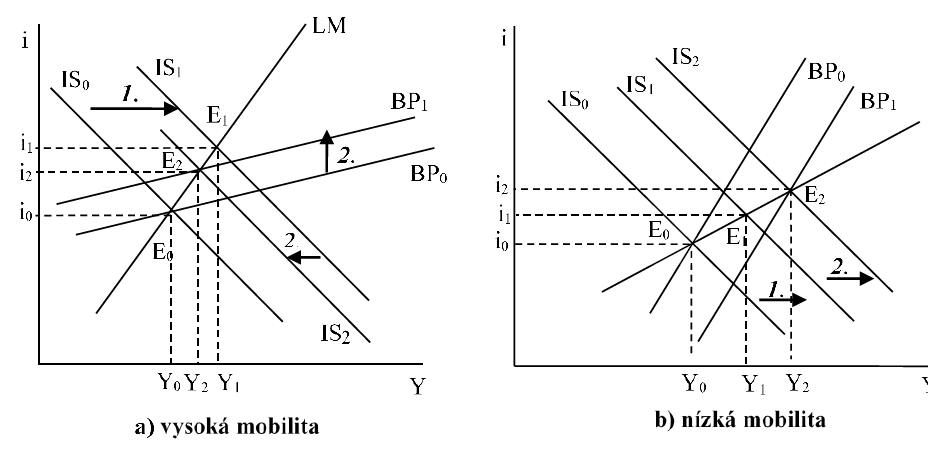 i
LM
IS₀
IS₁
1.
E₁
BP₁
i₁
E₂
2.
i₂
BP₀
i₀
E₀
2.
IS₂
Y₀ Y₂ Y₁
Y
a) vysoká mobilita
i
IS₂
BP₀
IS₁
IS₀
BP₁
i₂
E₂
i₁
E₀
E
i₀
2.
1.
Y₀
Y₁
Y₂
Y
b) nízká mobilita